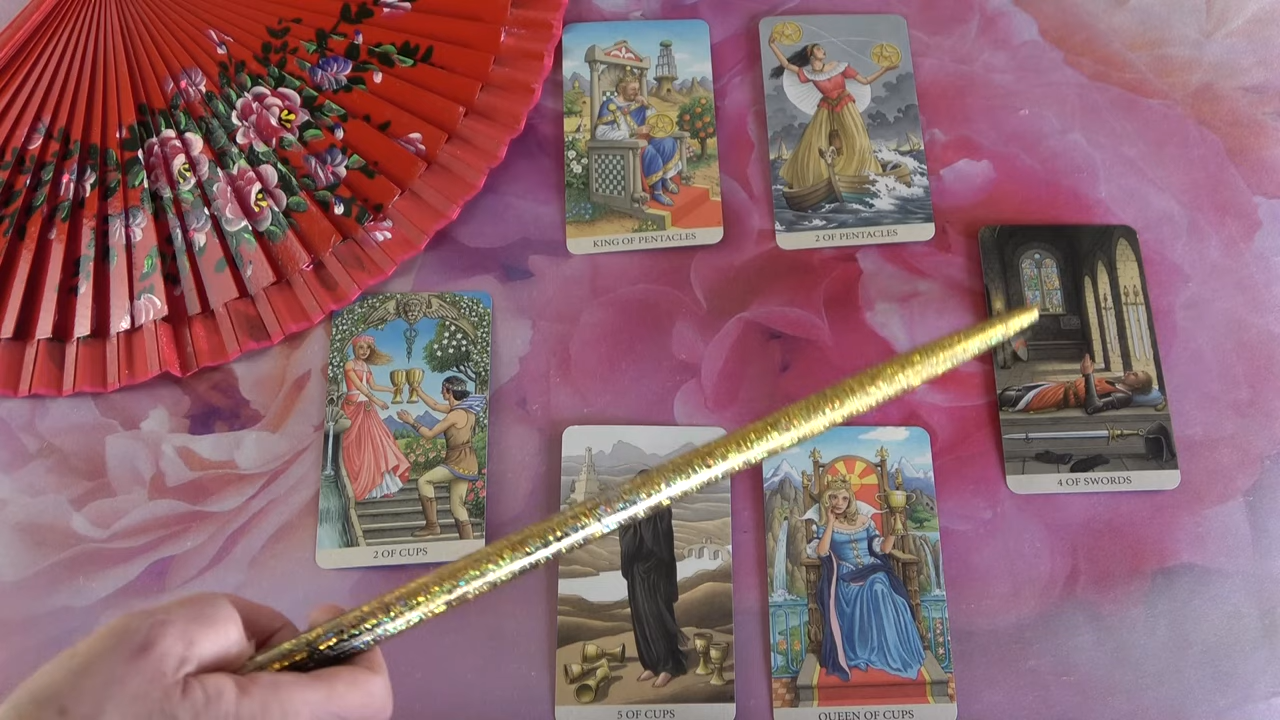 KING OF PENTACLES
2 OF PENTACLES
4 OF SWORDS
2 OF CUPS
5 OF CUPS
QUEEN OF CUPS